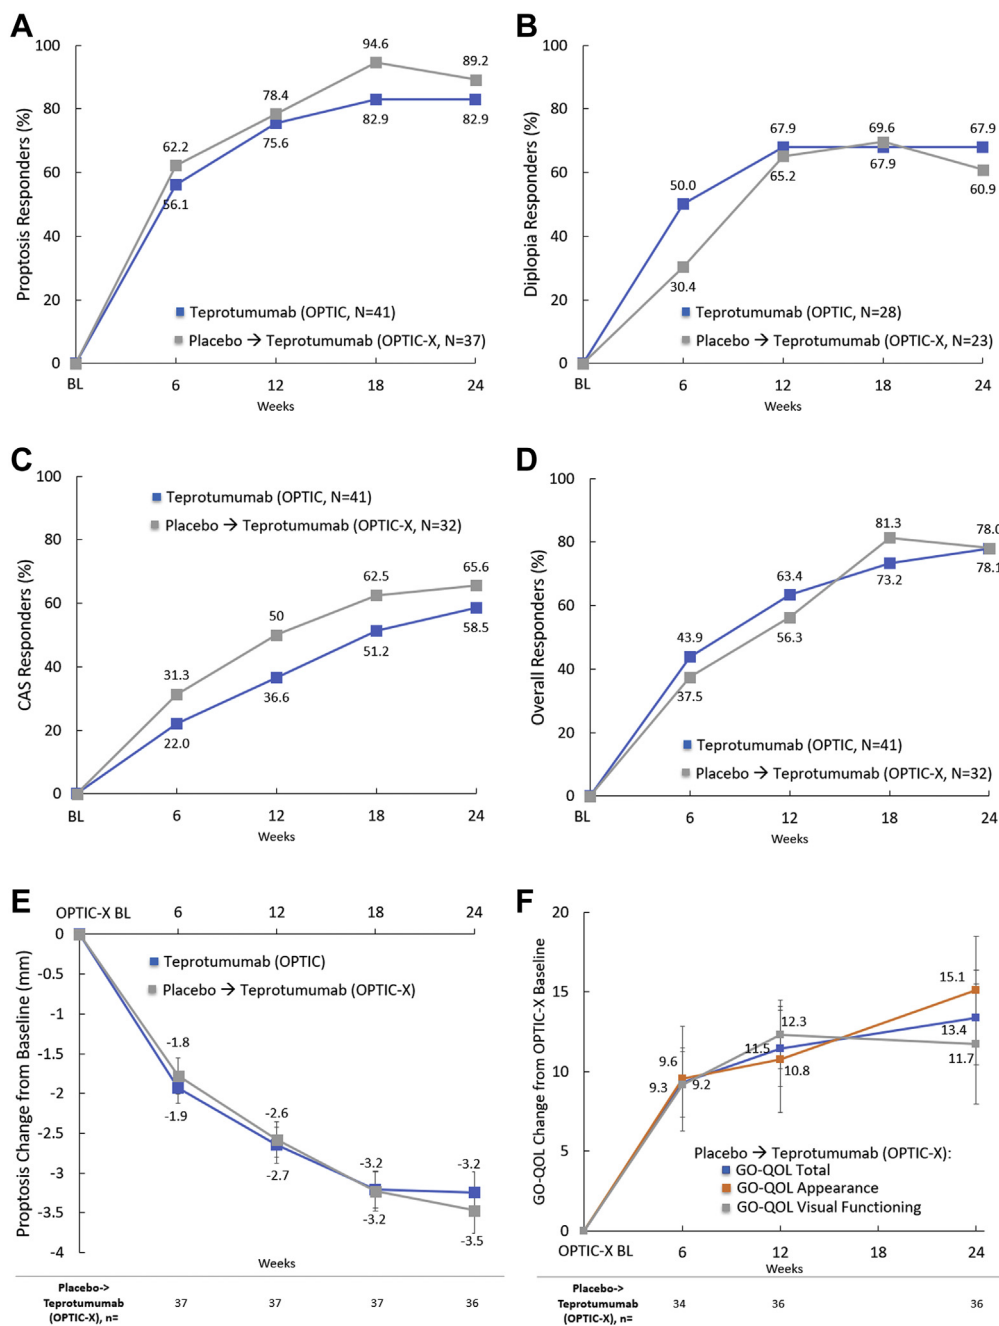 A
Proptosis Responders (%)
100
80
60
40
20
0
62.2
78.4
94.6
89.2
56.1
75.6
82.9
82.9
Teprotumumab (OPTIC, N=41)
Placebo → Teprotumumab (OPTIC-X, N=37)
BL
6
12
18
24
Weeks
B
Diplopia Responders (%)
100
80
60
40
20
0
50.0
67.9
69.6
67.9
30.4
65.2
67.9
60.9
Teprotumumab (OPTIC, N=28)
Placebo → Teprotumumab (OPTIC-X, N=23)
BL
6
12
18
24
Weeks
C
CAS Responders (%)
100
80
60
40
20
0
Teprotumumab (OPTIC, N=41)
Placebo → Teprotumumab (OPTIC-X, N=32)
31.3
50
62.5
65.6
22.0
36.6
51.2
58.5
BL
6
12
18
24
Weeks
D
Overall Responders (%)
100
80
60
40
20
0
43.9
63.4
81.3
78.0
37.5
56.3
73.2
78.1
Teprotumumab (OPTIC, N=41)
Placebo → Teprotumumab (OPTIC-X, N=32)
BL
6
12
18
24
Weeks
E
OPTIC-X BL
6
12
18
24
Proptosis Change from Baseline (mm)
0
-0.5
-1
-1.5
-2
-2.5
-3
-3.5
-4
Teprotumumab (OPTIC)
Placebo → Teprotumumab (OPTIC-X)
-1.8
-2.6
-3.2
-3.2
-1.9
-2.7
-3.2
-3.5
Weeks
Placebo->
Teprotumumab
(OPTIC-X), n=
37
37
37
36
F
GO-QOL Change from OPTIC-X Baseline
20
15
10
5
0
9.6
9.3
9.2
12.3
11.5
10.8
15.1
13.4
11.7
Placebo → Teprotumumab (OPTIC-X):
GO-QOL Total
GO-QOL Appearance
GO-QOL Visual Functioning
OPTIC-X BL
6
12
18
24
Weeks
Placebo->
Teprotumumab
(OPTIC-X), n=
34
36
36